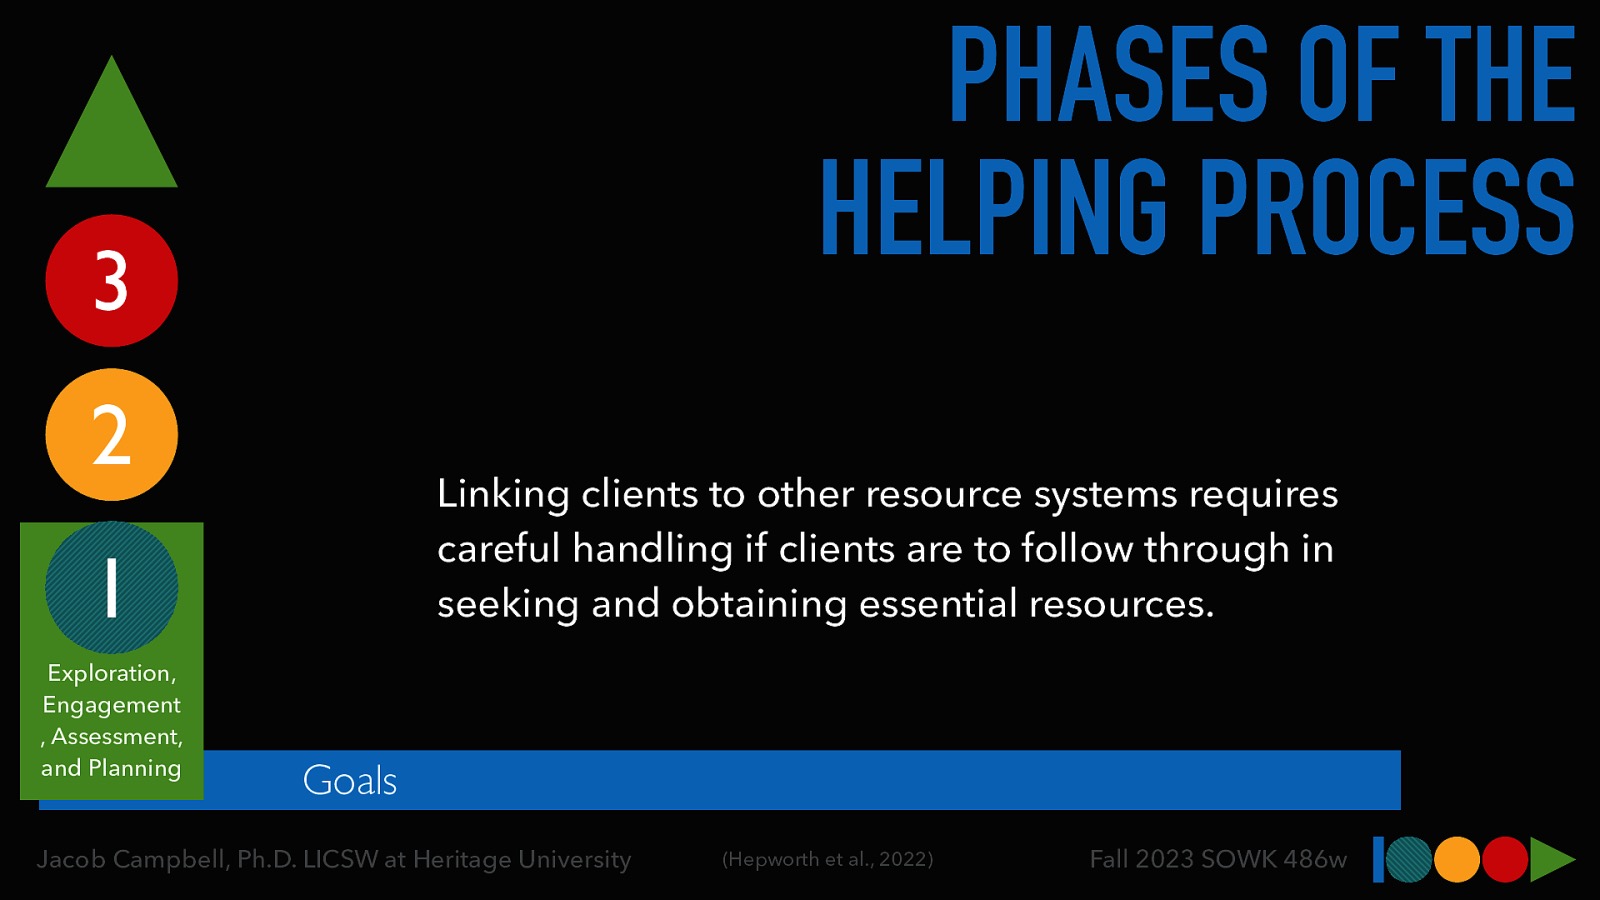 PHASES OF THE
HELPING PROCESS
3
2
1
Exploration,
Engagement
, Assessment,
and Planning
Linking clients to other resource systems requires
careful handling if clients are to follow through in
seeking and obtaining essential resources.
Goals
Jacob Campbell, Ph.D. LICSW at Heritage University
(Hepworth et al., 2022)
Fall 2023 SOWK 486w